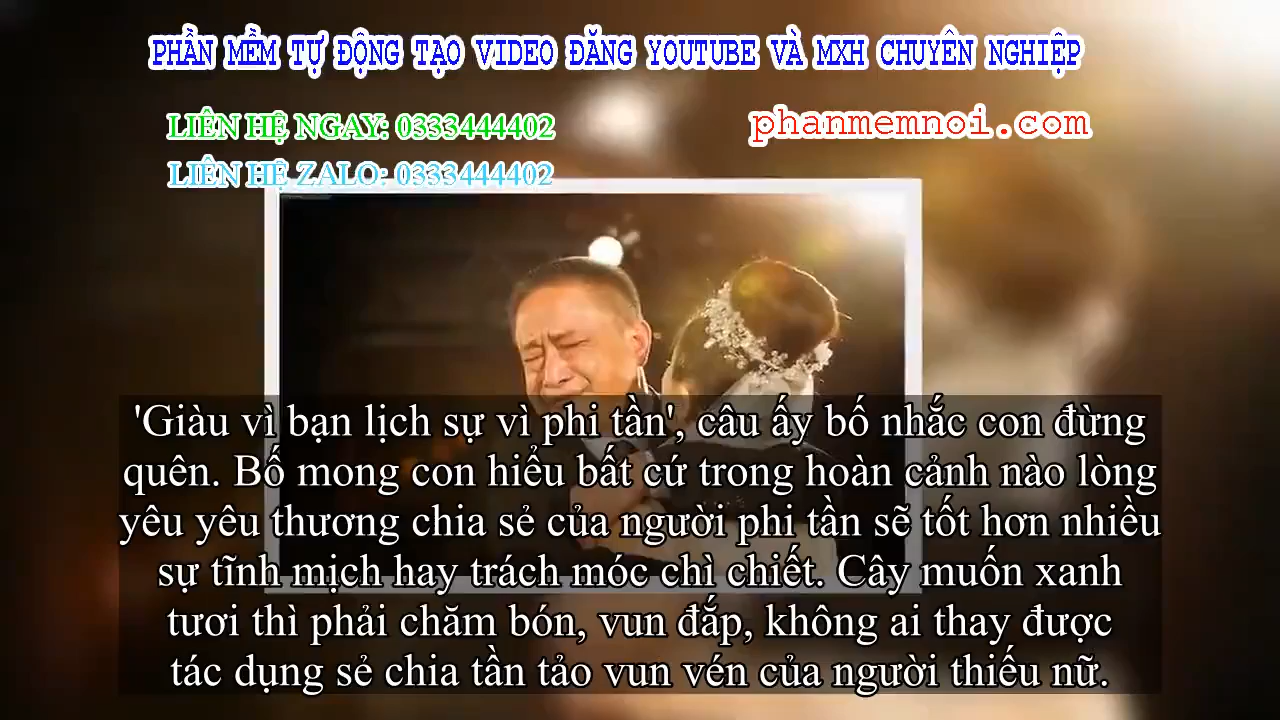 PHẦN MỀM TỰ ĐỘNG TẠO VIDEO ĐĂNG YOUTUBE VÀ MXH CHUYÊN NGHIỆP
LIÊN HỆ NGAY: 0333444402
phanmemnoi.com
LIÊN HỆ ZALO: 0333444402
'Giàu vì bạn lịch sự vì phi tần', câu ấy bố nhắc con đừng
quên. Bố mong con hiểu bất cứ trong hoàn cảnh nào lòng
yêu yêu thương chia sẻ của người phi tần sẽ tốt hơn nhiều
sự tĩnh mịch hay trách móc chì chiết. Cây muốn xanh
tươi thì phải chăm bón, vun đắp, không ai thay được
tác dụng sẻ chia tần tảo vun vén của người thiếu nữ.